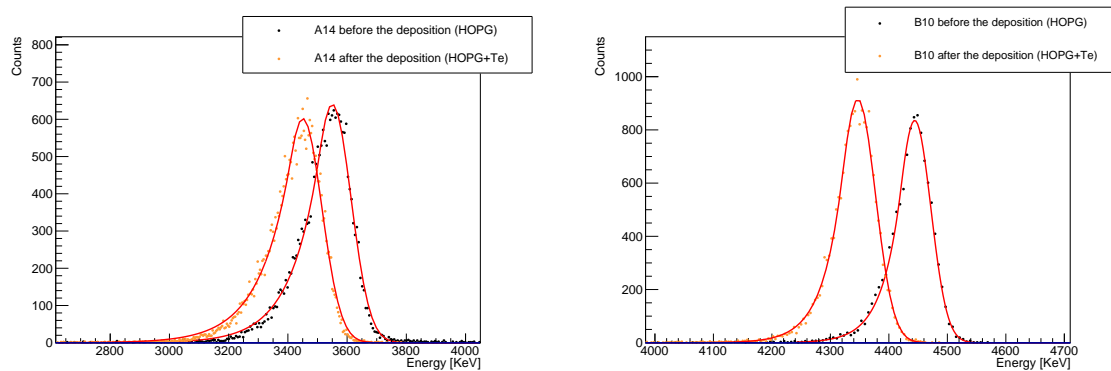 A14 before the deposition (HOPG)
A14 after the deposition (HOPG+Te)
Counts
800
700
600
500
400
300
200
100
0
2800 3000 3200 3400 3600 3800 4000
Energy [KeV]
B10 before the deposition (HOPG)
B10 after the deposition (HOPG+Te)
Counts
1000
800
600
400
200
0
4000 4100 4200 4300 4400 4500 4600 4700
Energy [KeV]